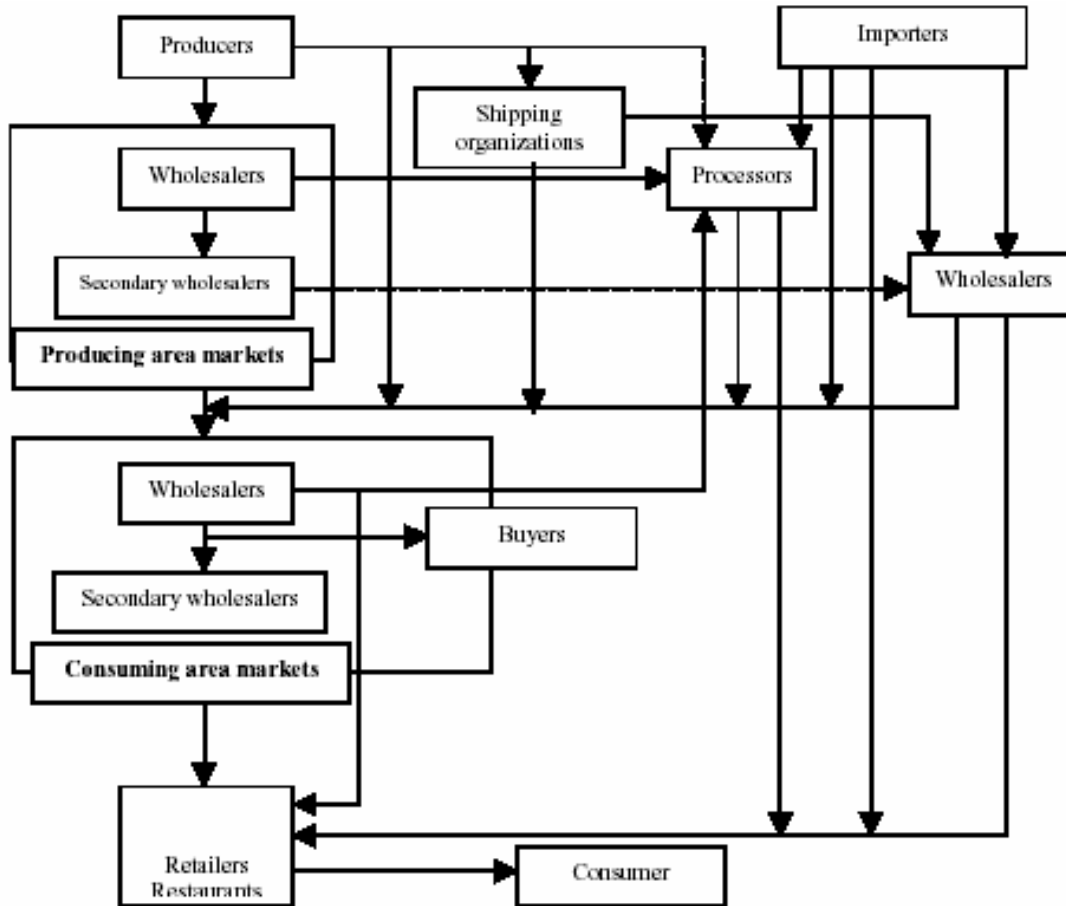 Producers
Importers
Shipping
organizations
Wholesalers
Processors
Secondary wholesalers
Wholesalers
Producing area markets
Wholesalers
Buyers
Secondary wholesalers
Consuming area markets
Retailers
Restaurants
Consumer